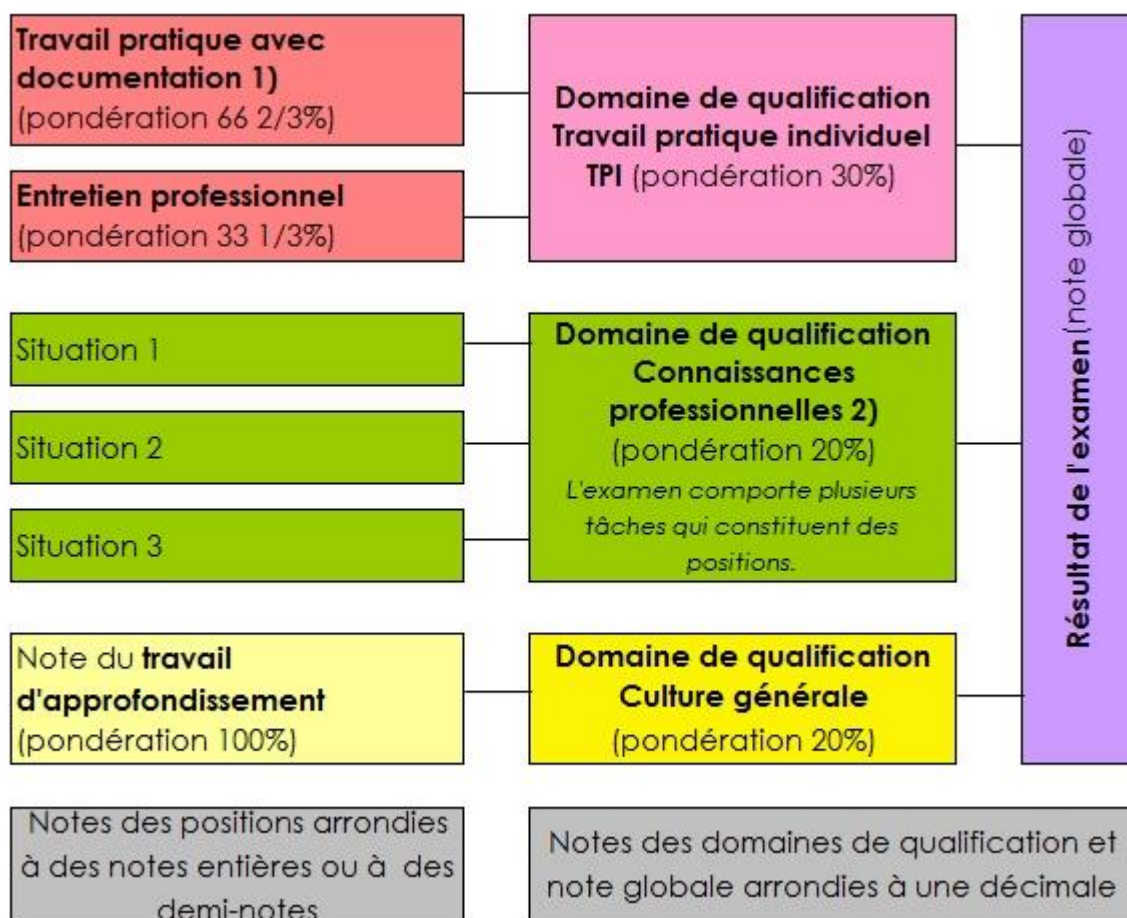 Travail pratique avec
documentation 1)
(pondération 66 2/3%)
Entretien professionnel
(pondération 33 1/3%)
Domaine de qualification
Travail pratique individuel
TPI (pondération 30%)
Situation 1
Situation 2
Situation 3
Domaine de qualification
Connaissances
professionnelles 2)
(pondération 20%)
L'examen comporte plusieurs
tâches qui constituent des
positions.
Note du travail
d'approfondissement
(pondération 100%)
Domaine de qualification
Culture générale
(pondération 20%)
Résultat de l'examen(note globale)
Notes des positions arrondies
à des notes entières ou à des
demi-notes
Notes des domaines de qualification et
note globale arrondies à une décimale